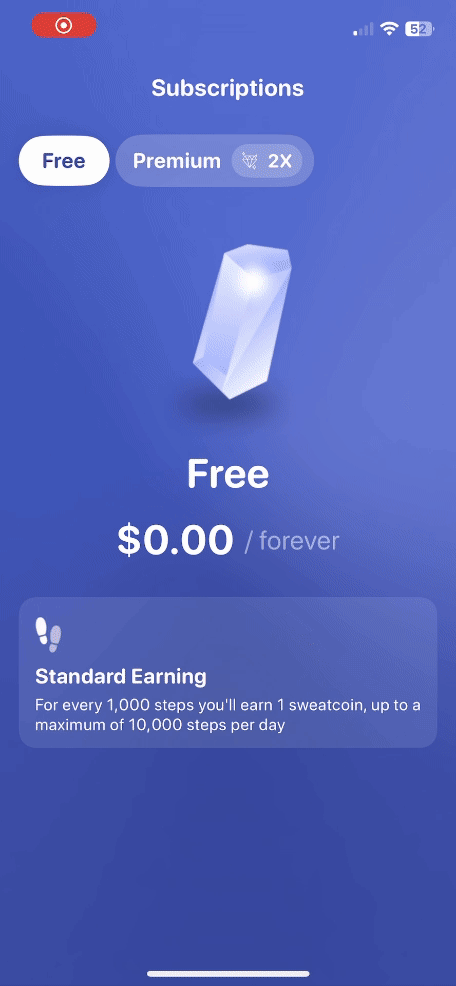 52
Subscriptions
Free
Premium 2X
Free
$0.00 / forever
Standard Earning
For every 1,000 steps you'll earn 1 sweatcoin, up to a
maximum of 10,000 steps per day